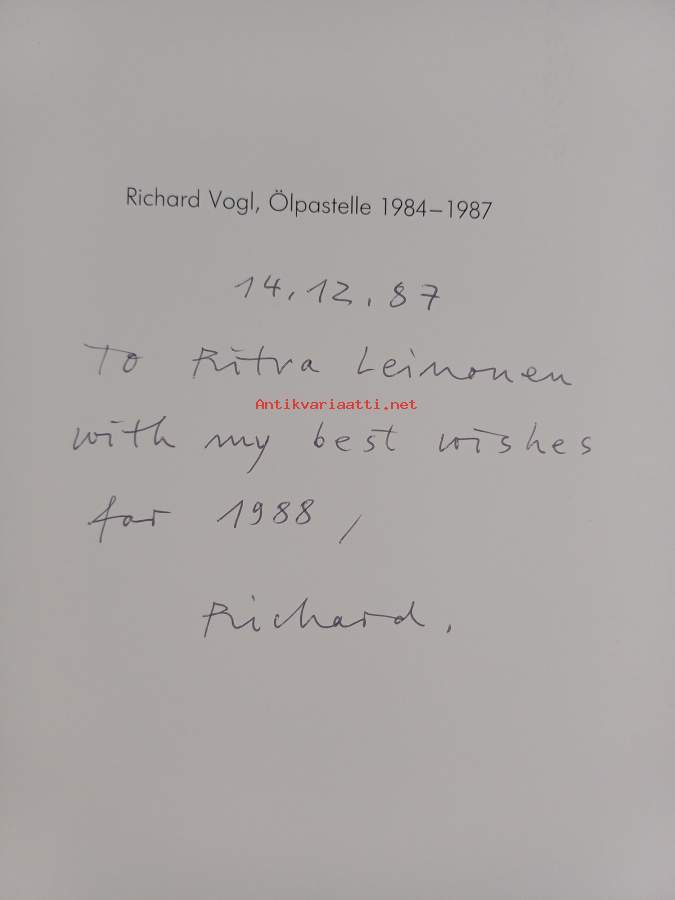 Richard Vogl, Ölpastelle 1984–1987
14.12.87
To Ritva Leinonen
Antikvariaatti.net
with my best wishes
for 1988,
Richard.